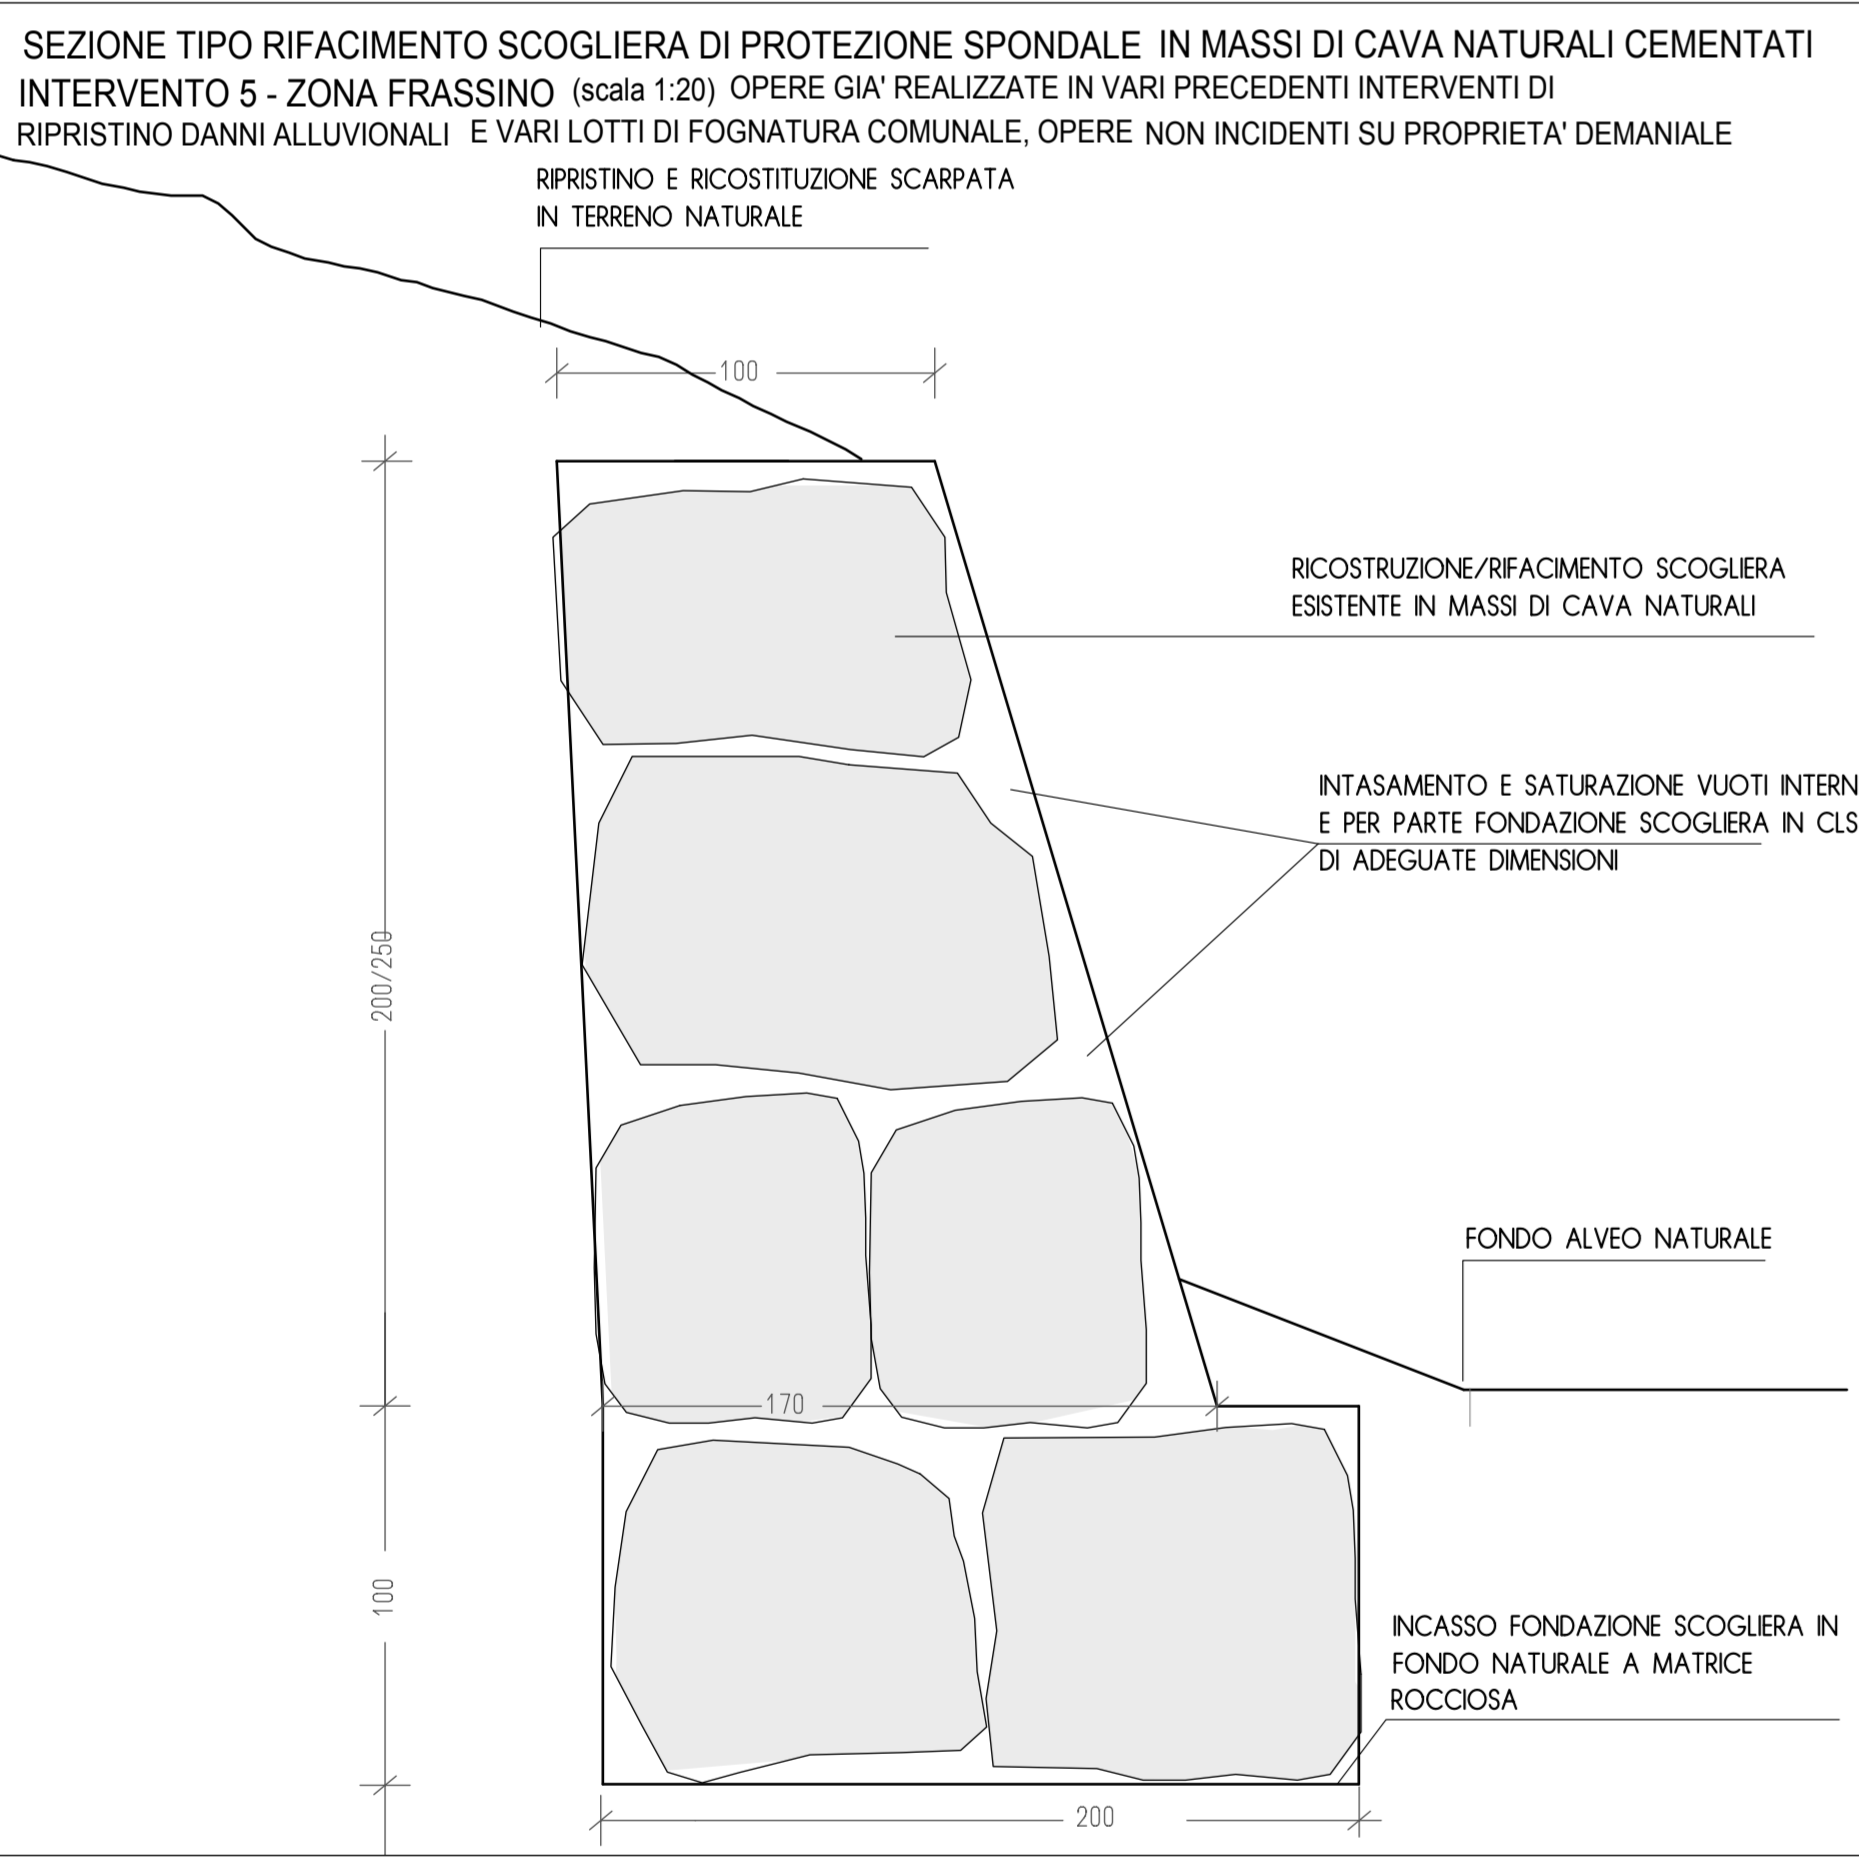 SEZIONE TIPO RIFACIMENTO SCOGLIERA DI PROTEZIONE SPONDALE IN MASSI DI CAVA NATURALI CEMENTATI
INTERVENTO 5 - ZONA FRASSINO (scala 1:20) OPERE GIA' REALIZZATE IN VARI PRECEDENTI INTERVENTI DI
RIPRISTINO DANNI ALLUVIONALI E VARI LOTTI DI FOGNATURA COMUNALE, OPERE NON INCIDENTI SU PROPRIETA' DEMANIALE
RIPRISTINO E RICOSTITUZIONE SCARPATA
IN TERRENO NATURALE
100
RICOSTRUZIONE/RIFACIMENTO SCOGLIERA
ESISTENTE IN MASSI DI CAVA NATURALI
INTASAMENTO E SATURAZIONE VUOTI INTERN
E PER PARTE FONDAZIONE SCOGLIERA IN CLS
DI ADEGUATE DIMENSIONI
200/250
FONDO ALVEO NATURALE
170
100
INCASSO FONDAZIONE SCOGLIERA IN
FONDO NATURALE A MATRICE
ROCCIOSA
200